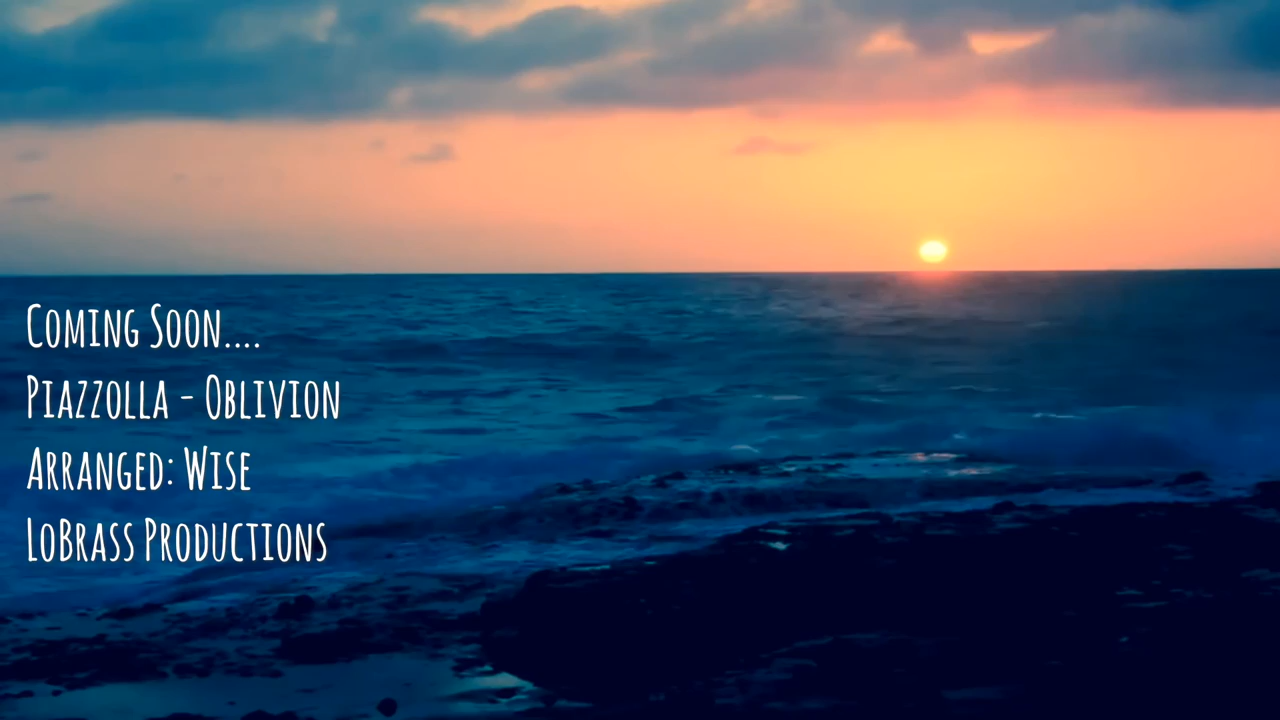 Coming Soon....
Piazzolla - Oblivion
Arranged: Wise
LoBrass Productions